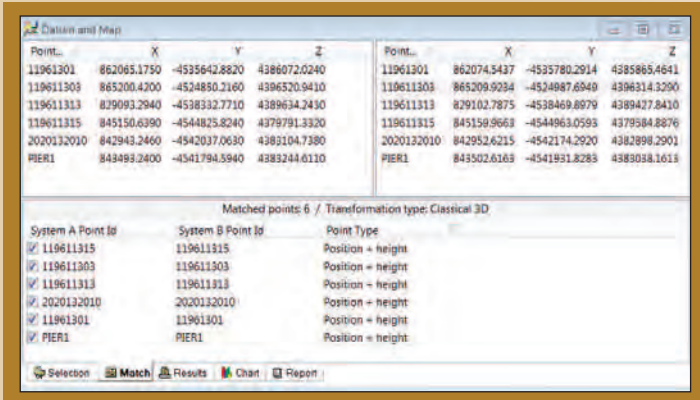 Datum and Map
Point... X Y Z
11961301 862065.1750 -4535642.8820 4386072.0240
119611303 865200.4200 -4524850.2160 4396520.9410
119611313 829093.2940 -4538332.7710 4389634.2430
119611315 845150.6390 -4544825.8240 4379791.3320
2020132010 842943.2460 -4542037.0630 4383104.7380
PIER1 843493.2400 -4541794.5940 4383244.6110
Point... X Y Z
11961301 862074.5437 -4535780.2914 4385865.4641
119611303 865209.9234 -4524987.6949 4396314.3290
119611313 829102.7875 -4538469.8979 4389427.8410
119611315 845159.9663 -4544963.0593 4379584.8876
2020132010 842952.6215 -4542174.2920 4382898.2901
PIER1 843502.6163 -4541931.8283 4383038.1613
Matched points: 6 / Transformation type: Classical 3D
System A Point Id System B Point Id Point Type
119611315 119611315 Position + height
119611303 119611303 Position + height
119611313 119611313 Position + height
2020132010 2020132010 Position + height
11961301 11961301 Position + height
PIER1 PIER1 Position + height
Selection Match Results Chart Report